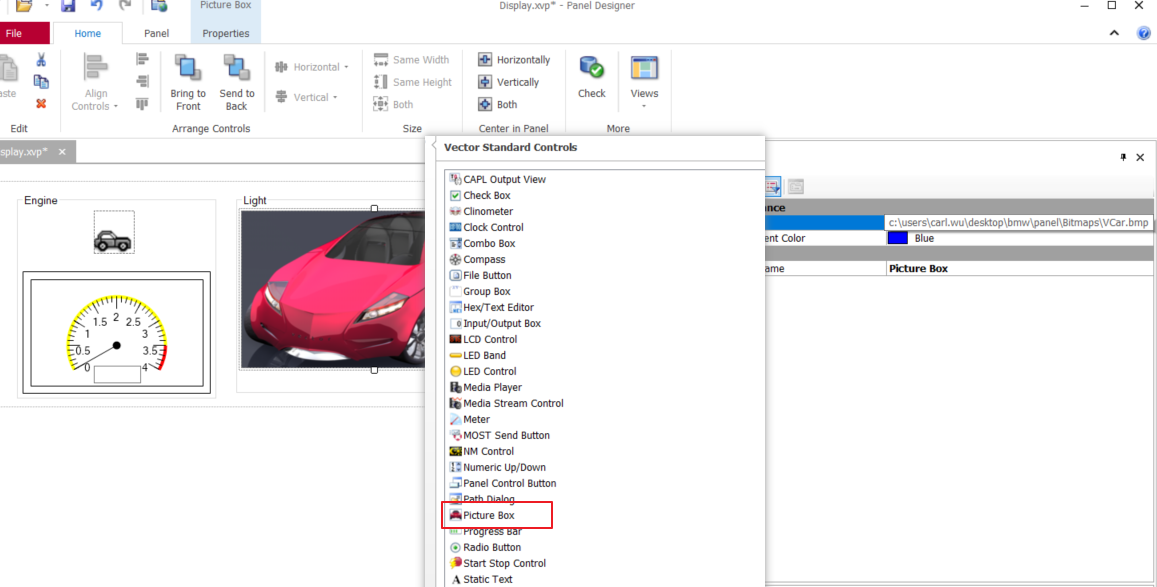 Picture Box
Display.xvp* - Panel Designer
File
Home
Panel
Properties
aste
Align
Controls
Bring to
Front
Send to
Back
Horizontal
Vertical
Same Width
Same Height
Both
Horizontally
Vertically
Both
Check
Views
Edit
Arrange Controls
Size
Center in Panel
More
splay.xvp*
Vector Standard Controls
Engine
Light
0
0.5
1
1.5
2
2.5
3
3.5
4
CAPL Output View
Check Box
Clinometer
Clock Control
Combo Box
Compass
File Button
Group Box
Hex/Text Editor
Input/Output Box
LCD Control
LED Band
LED Control
Media Player
Media Stream Control
Meter
MOST Send Button
NM Control
Numeric Up/Down
Panel Control Button
Path Dialog
Picture Box
Progress Bar
Radio Button
Start Stop Control
Static Text
nce
c:\users\carl.wu\desktop\bmw\panel\Bitmaps\VCar.bmp
ent Color
Blue
ame
Picture Box